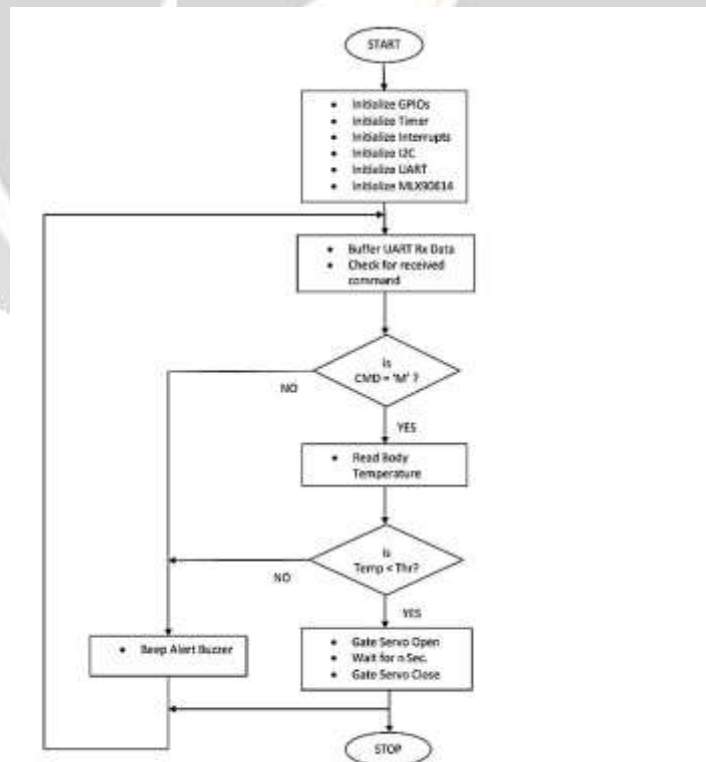 START
• Initialize GPIOs
• Initialize Timer
• Initialize Interrupts
• Initialize I2C
• Initialize UART
• Initialize MLX90614
• Buffer UART Rx Data
• Check for received
command
Is
CMD = 'M' ?
NO
YES
• Read Body
Temperature
Is
Temp < Thr?
NO
YES
• Beep Alert Buzzer
• Gate Servo Open
• Wait for n Sec.
• Gate Servo Close
STOP